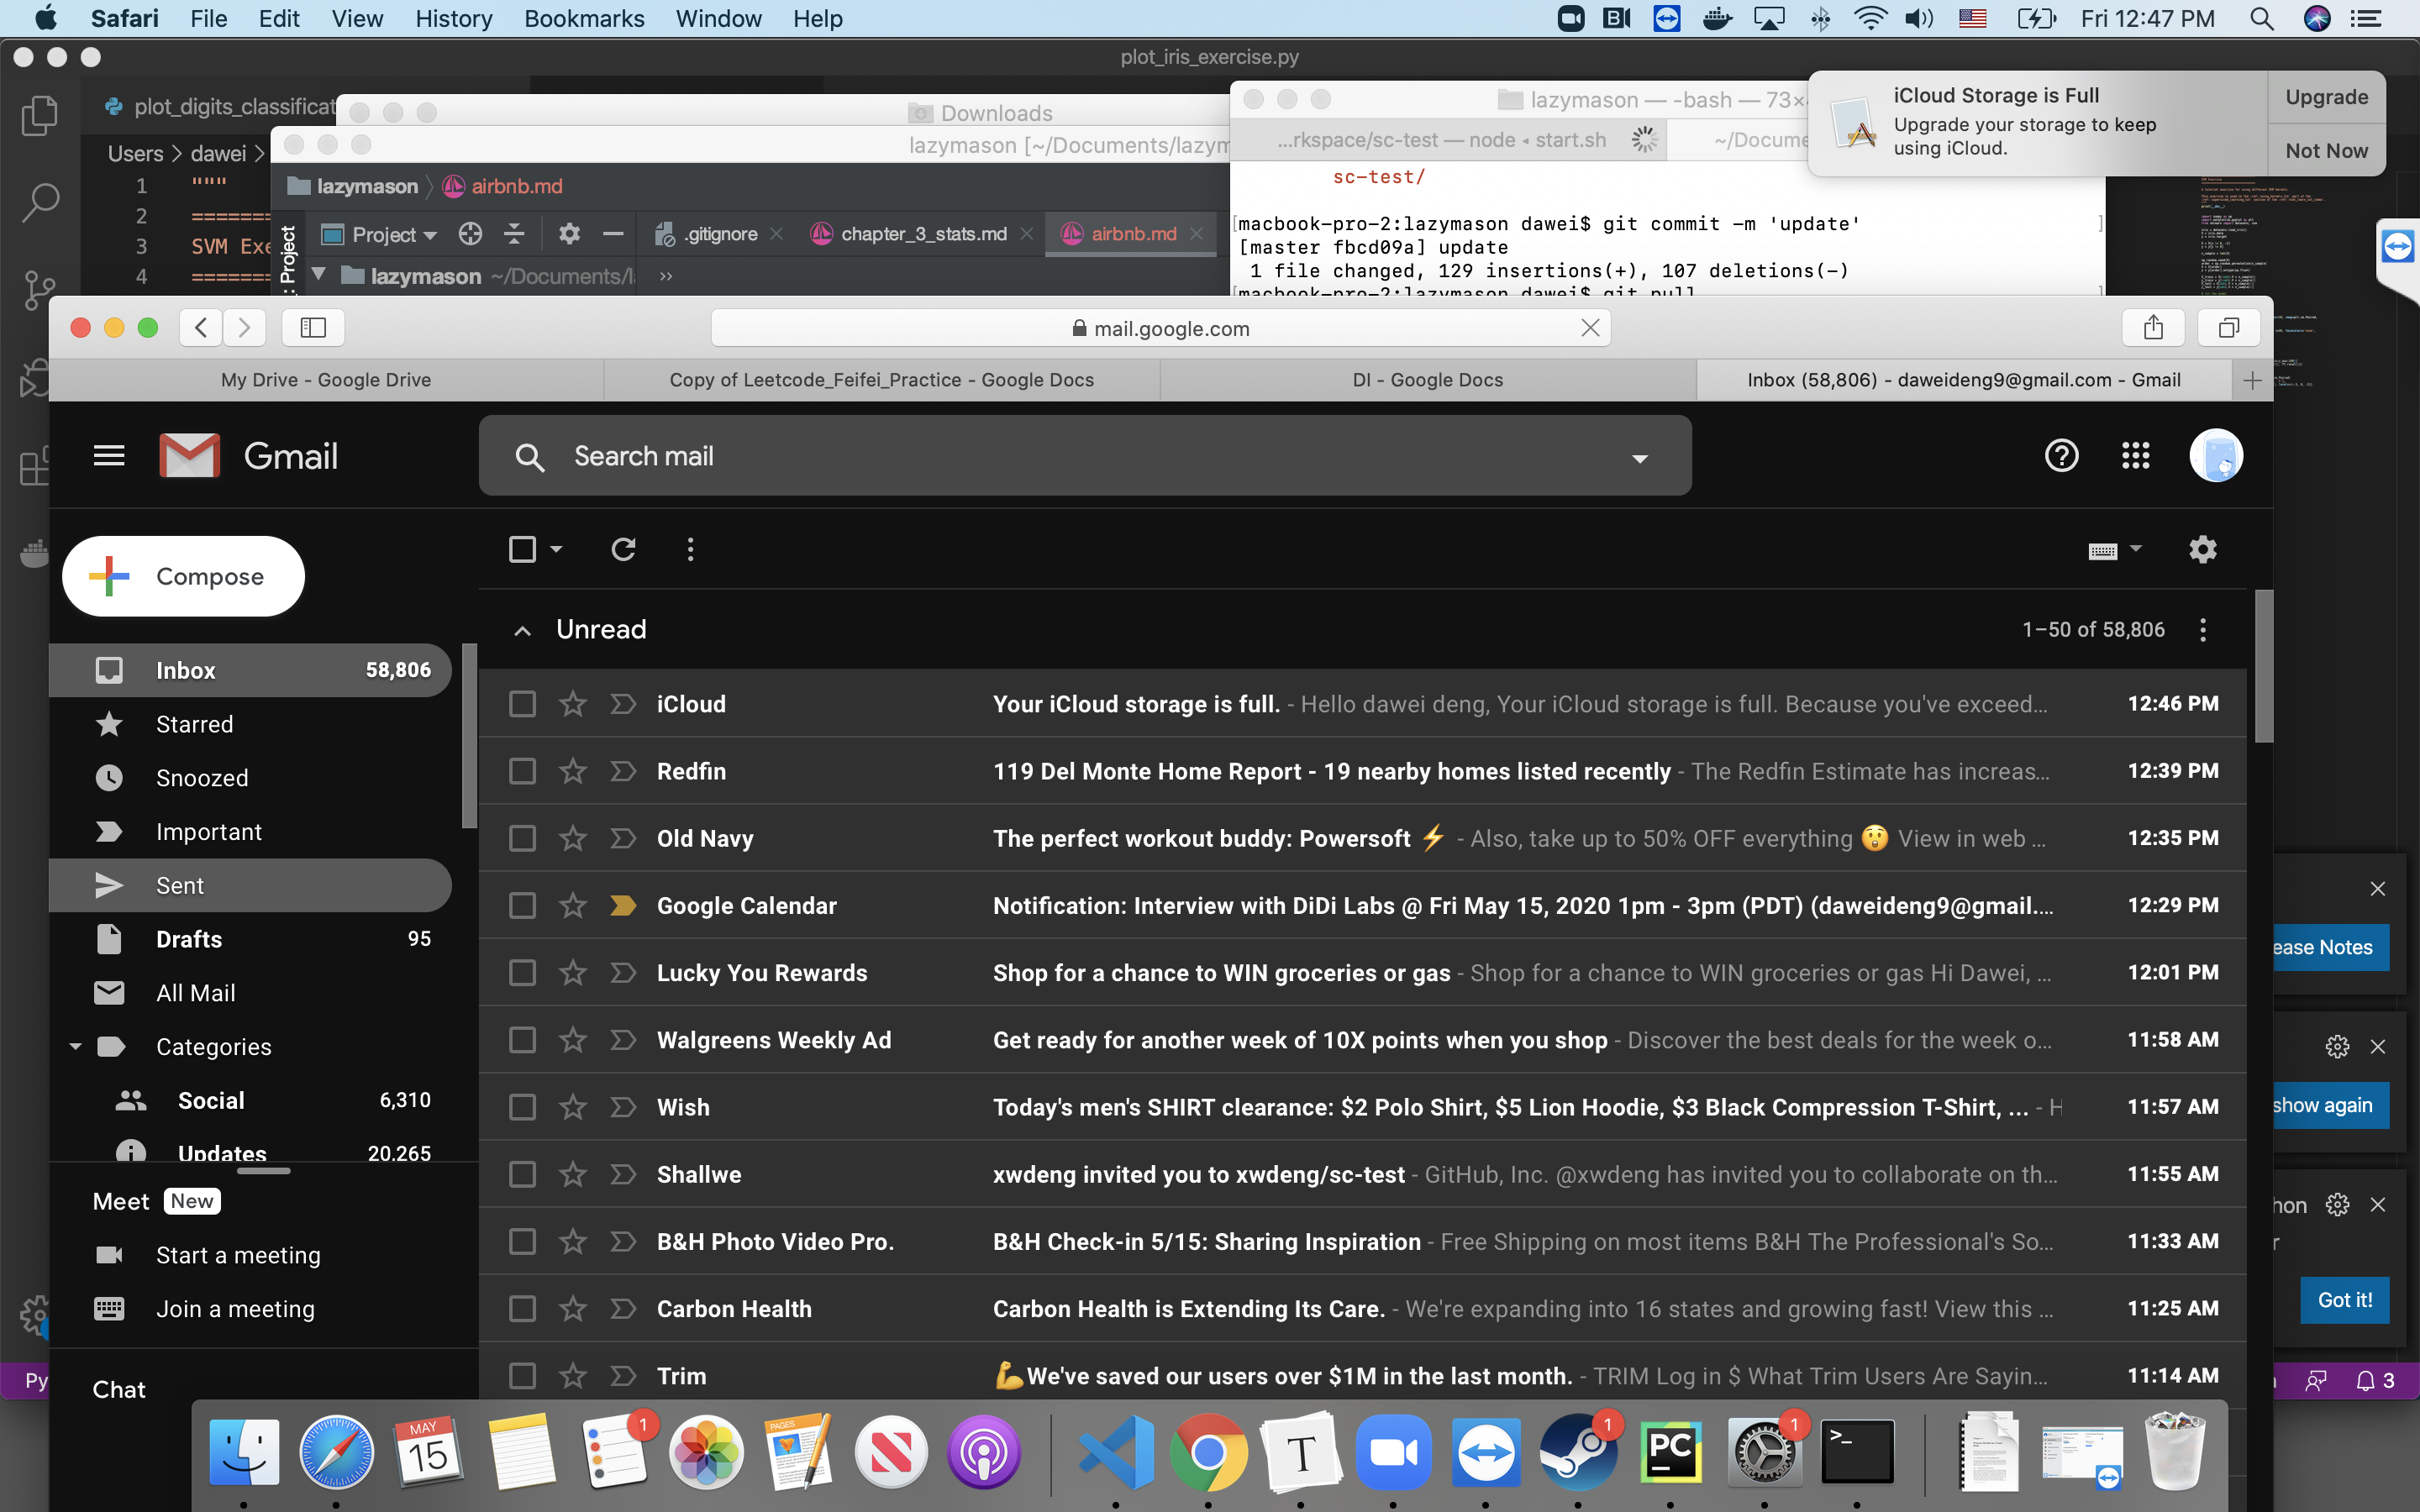 Safari File Edit View History Bookmarks Window Help Fri 12:47 PM
plot_iris_exercise.py
plot_digits_classificat
Downloads
lazymason — -bash — 73×
iCloud Storage is Full
Upgrade your storage to keep
using iCloud.
Upgrade
Not Now
Users > dawei >
lazymason [~/Documents/lazym
...rkspace/sc-test — node ◂ start.sh ~/Docume
1 """
2 =======
3 SVM Exe
4 =======
lazymason airbnb.md
Project
Project .gitignore chapter_3_stats.md airbnb.md
lazymason ~/Documents/l
sc-test/
[macbook-pro-2:lazymason dawei$ git commit -m 'update' ]
[master fbcd09a] update
1 file changed, 129 insertions(+), 107 deletions(-)
[macbook-pro-2:lazymason dawei$ git pull ]
mail.google.com
My Drive - Google Drive Copy of Leetcode_Feifei_Practice - Google Docs DI - Google Docs Inbox (58,806) - daweideng9@gmail.com - Gmail
Gmail
Search mail
Compose
Inbox 58,806
Starred
Snoozed
Important
Sent
Drafts 95
All Mail
Categories
Social 6,310
Updates 20,265
Meet New
Start a meeting
Join a meeting
Chat
Unread 1–50 of 58,806
iCloud Your iCloud storage is full. - Hello dawei deng, Your iCloud storage is full. Because you've exceed... 12:46 PM
Redfin 119 Del Monte Home Report - 19 nearby homes listed recently - The Redfin Estimate has increas... 12:39 PM
Old Navy The perfect workout buddy: Powersoft ⚡ - Also, take up to 50% OFF everything 😲 View in web ... 12:35 PM
Google Calendar Notification: Interview with DiDi Labs @ Fri May 15, 2020 1pm - 3pm (PDT) (daweideng9@gmail.... 12:29 PM
Lucky You Rewards Shop for a chance to WIN groceries or gas - Shop for a chance to WIN groceries or gas Hi Dawei, ... 12:01 PM
Walgreens Weekly Ad Get ready for another week of 10X points when you shop - Discover the best deals for the week o... 11:58 AM
Wish Today's men's SHIRT clearance: $2 Polo Shirt, $5 Lion Hoodie, $3 Black Compression T-Shirt, ... - H 11:57 AM
Shallwe xwdeng invited you to xwdeng/sc-test - GitHub, Inc. @xwdeng has invited you to collaborate on th... 11:55 AM
B&H Photo Video Pro. B&H Check-in 5/15: Sharing Inspiration - Free Shipping on most items B&H The Professional's So... 11:33 AM
Carbon Health Carbon Health is Extending Its Care. - We're expanding into 16 states and growing fast! View this ... 11:25 AM
Trim 💪We've saved our users over $1M in the last month. - TRIM Log in $ What Trim Users Are Sayin... 11:14 AM
ease Notes
show again
hon
r
Got it!
Py
3
MAY
15
1
PAGES
T
1
PC
1
>_